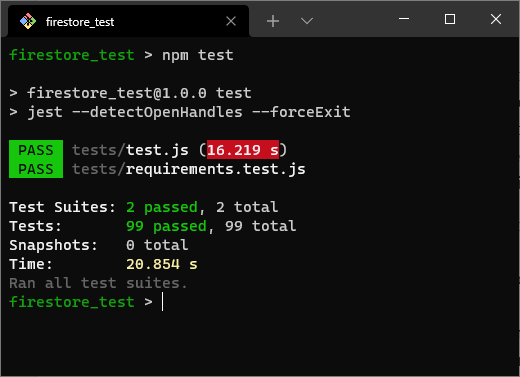 firestore_test
firestore_test > npm test
> firestore_test@1.0.0 test
> jest --detectOpenHandles --forceExit
PASS tests/test.js (16.219 s)
PASS tests/requirements.test.js
Test Suites: 2 passed, 2 total
Tests: 99 passed, 99 total
Snapshots: 0 total
Time: 20.854 s
Ran all test suites.
firestore_test >